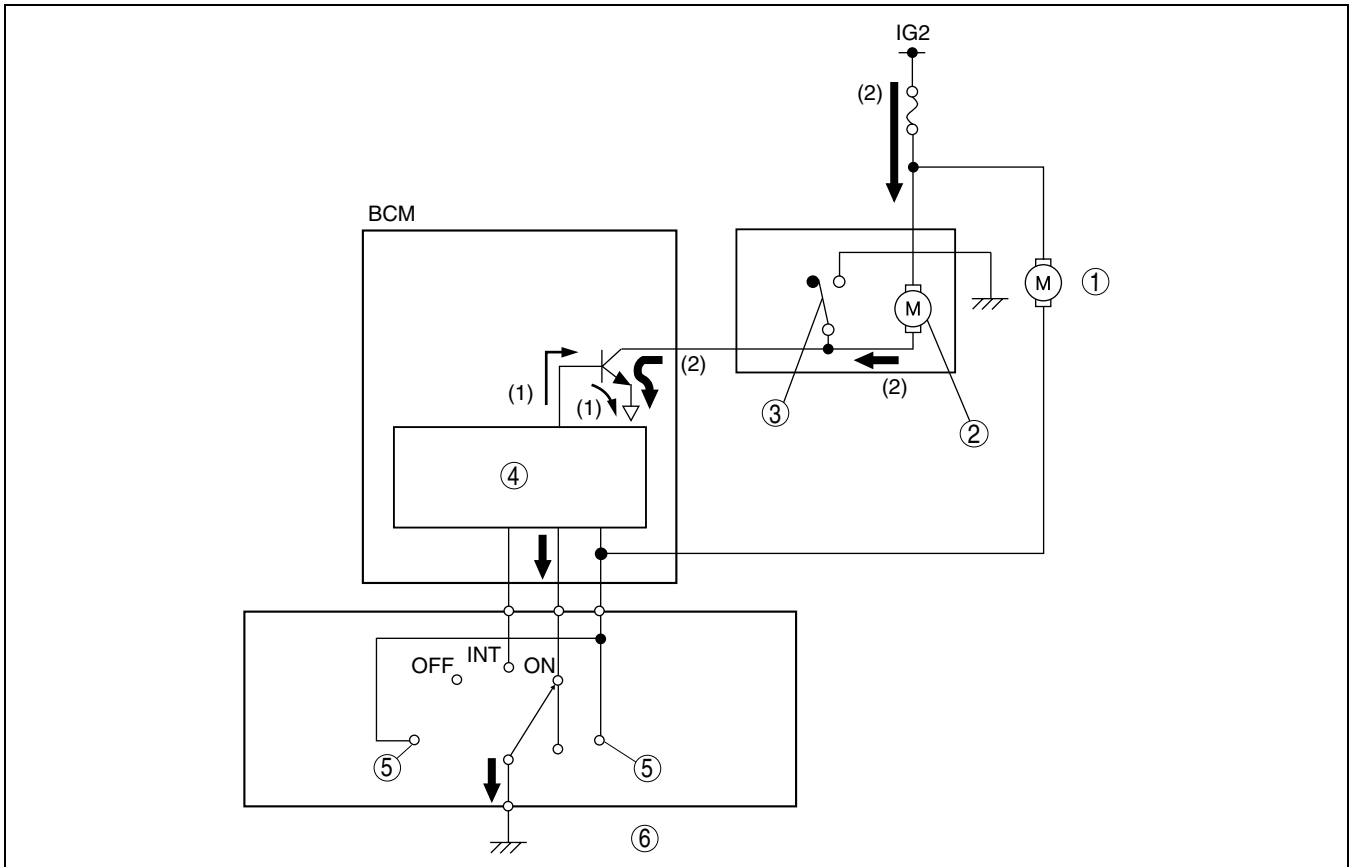 IG2
(2)
BCM
M
M
①
(1)
(1)
(2)
(2)
③
②
④
OFF
INT
ON
⑤
⑤
⑥